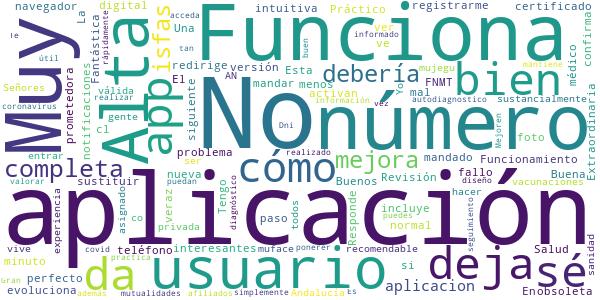 navegador
digital
Una
acceda
intuitiva
Práctico
registrarme
certificado
le
Muy
La
Fantástica
rápidamente
Alta
isfas
tan
Funciona
buen
ver
ve
informado
confirma
médico
mantiene
útil
Señores
válida
coronavirus
realizar
prometedora
notificaciones
gente
Cl
app
El
redirige
versión
AN
siguiente
Esta
mandar
menos
activan
debería
Yo
mujegu
FNMT
mal
bien
sustancialmente
Extraordinaria
No
número
información
vez
autodiagnostico
Dni
Mejoren
foto
entrar
completa
valorar
sustituir
problema
ser
nueva
Tengo
diagnóstico
cómo
realizado
Buenos
mejora
puedan
mandado
Revisión
fallo
diseño
Funcionamiento
Buena
vacunaciones
aplicación
experiencia
asignados
co
veraz
privada
paso
todos
Responde
incluye
puedes
normal
hacer
seguimiento
vive
minuto
covid
da
teléfono
usuario
interesantes
muface
ponerer
recomendable
si
deja
sé
Salud
sanidad
Gran
perfecto
evoluciona
practica
además
mutualidades
afiliados
simplemente
Andalucía
Es
aplicacion
Enbosoleta